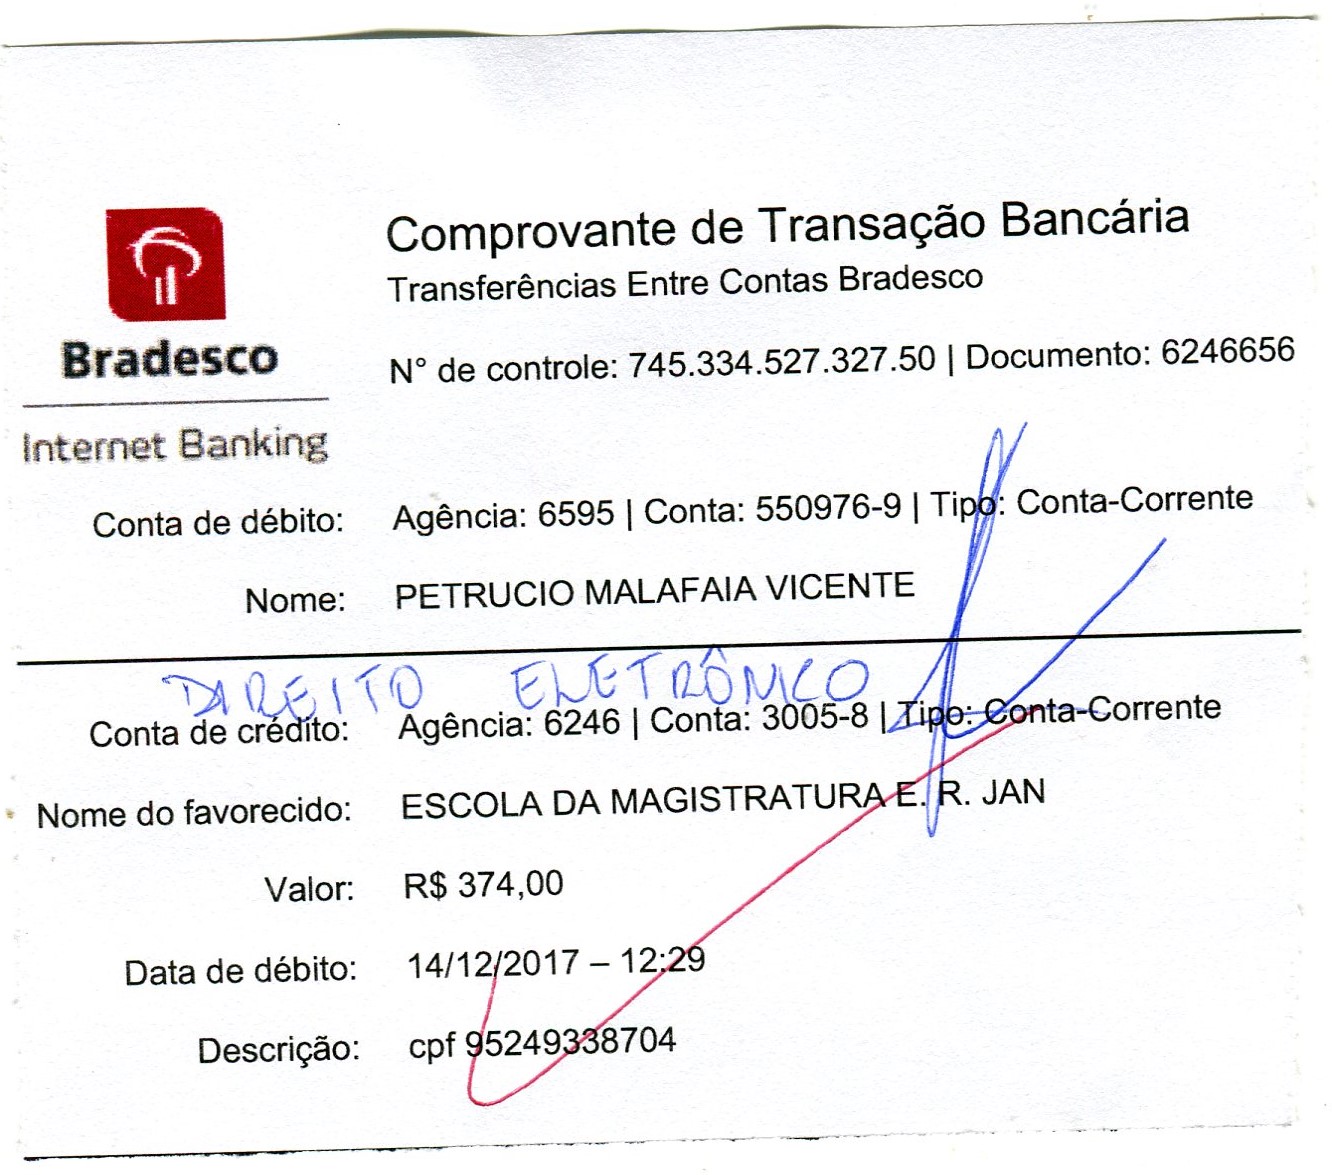 Bradesco
Internet Banking
Comprovante de Transação Bancária
Transferências Entre Contas Bradesco
N° de controle: 745.334.527.327.50 | Documento: 6246656
Conta de débito: Agência: 6595 | Conta: 550976-9 | Tipo: Conta-Corrente
Nome: PETRUCIO MALAFAIA VICENTE
DIREITO ELETRÔNICO
Conta de crédito: Agência: 6246 | Conta: 3005-8 | Tipo: Conta-Corrente
Nome do favorecido: ESCOLA DA MAGISTRATURA E. R. JAN
Valor: R$ 374,00
Data de débito: 14/12/2017 – 12:29
Descrição: cpf 95249338704